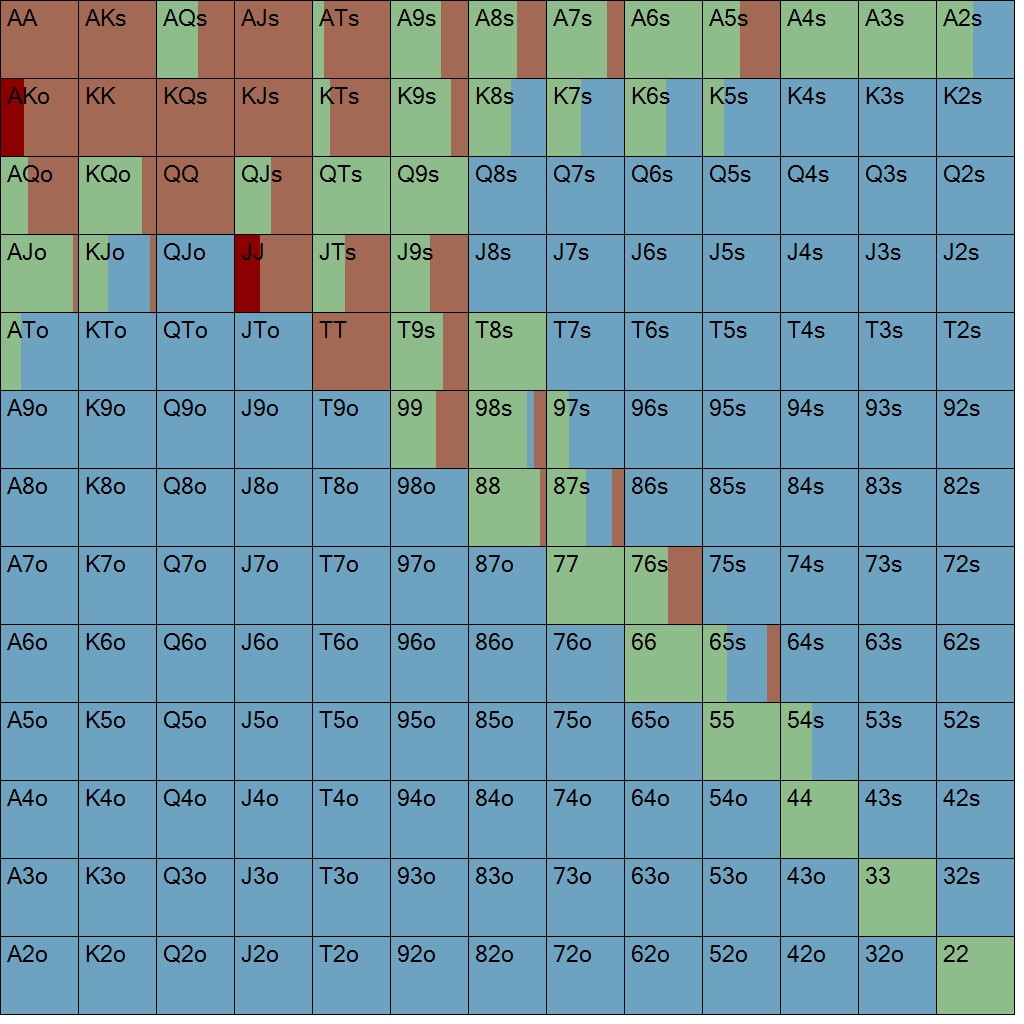 AA AKs AQs AJs ATs A9s A8s A7s A6s A5s A4s A3s A2s
AKo KK KQs KJs KTs K9s K8s K7s K6s K5s K4s K3s K2s
AQo KQo QQ QJs QTs Q9s Q8s Q7s Q6s Q5s Q4s Q3s Q2s
AJo KJo QJo JJ JTs J9s J8s J7s J6s J5s J4s J3s J2s
ATo KTo QTo JTo TT T9s T8s T7s T6s T5s T4s T3s T2s
A9o K9o Q9o J9o T9o 99 98s 97s 96s 95s 94s 93s 92s
A8o K8o Q8o J8o T8o 98o 88 87s 86s 85s 84s 83s 82s
A7o K7o Q7o J7o T7o 97o 87o 77 76s 75s 74s 73s 72s
A6o K6o Q6o J6o T6o 96o 86o 76o 66 65s 64s 63s 62s
A5o K5o Q5o J5o T5o 95o 85o 75o 65o 55 54s 53s 52s
A4o K4o Q4o J4o T4o 94o 84o 74o 64o 54o 44 43s 42s
A3o K3o Q3o J3o T3o 93o 83o 73o 63o 53o 43o 33 32s
A2o K2o Q2o J2o T2o 92o 82o 72o 62o 52o 42o 32o 22